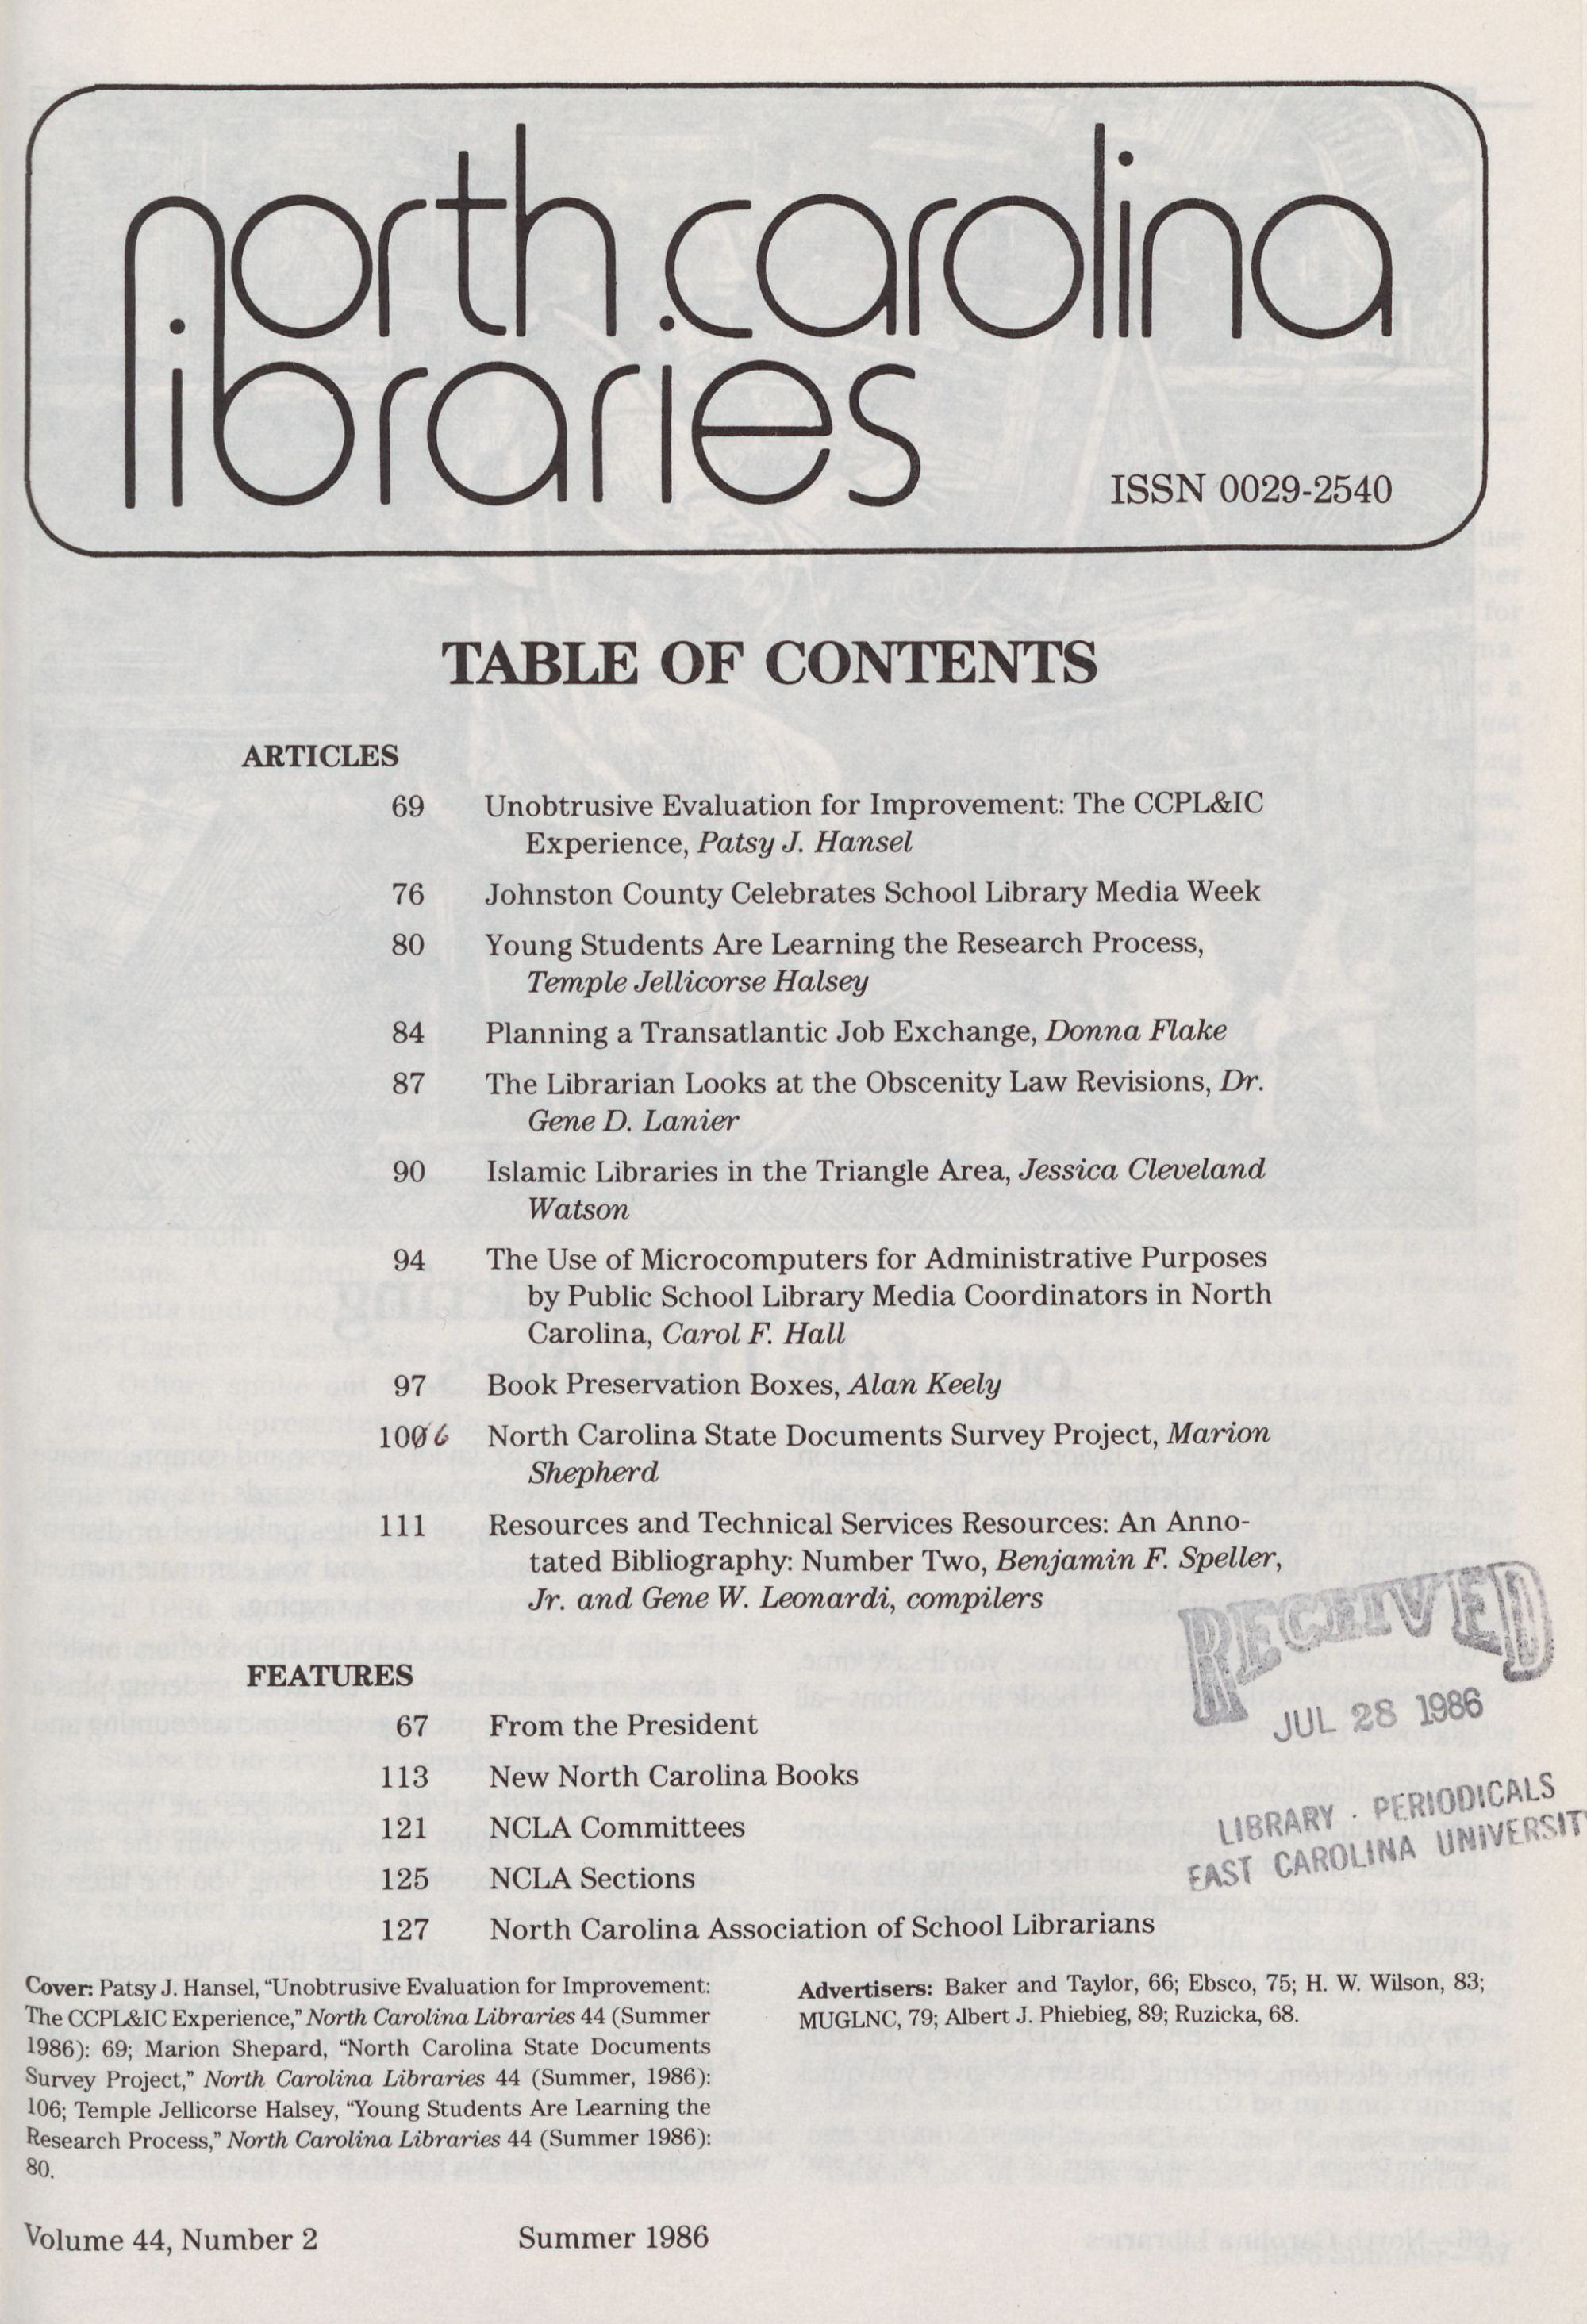 north carolina
libraries
ISSN 0029-2540
TABLE OF CONTENTS
ARTICLES
69 Unobtrusive Evaluation for Improvement: The CCPL&IC
Experience, Patsy J. Hansel
76 Johnston County Celebrates School Library Media Week
80 Young Students Are Learning the Research Process,
Temple Jellicorse Halsey
84 Planning a Transatlantic Job Exchange, Donna Flake
87 The Librarian Looks at the Obscenity Law Revisions, Dr.
Gene D. Lanier
90 Islamic Libraries in the Triangle Area, Jessica Cleveland
Watson
94 The Use of Microcomputers for Administrative Purposes
by Public School Library Media Coordinators in North
Carolina, Carol F. Hall
97 Book Preservation Boxes, Alan Keely
100 6 North Carolina State Documents Survey Project, Marion
Shepherd
111 Resources and Technical Services Resources: An Anno-
tated Bibliography: Number Two, Benjamin F. Speller,
Jr. and Gene W. Leonardi, compilers
FEATURES
67 From the President
113 New North Carolina Books
121 NCLA Committees
125 NCLA Sections
127 North Carolina Association of School Librarians
RECEIVED
JUL 28 1986
LIBRARY . PERIODICALS
EAST CAROLINA UNIVERSITY
Cover: Patsy J. Hansel, “Unobtrusive Evaluation for Improvement:
The CCPL&IC Experience,” North Carolina Libraries 44 (Summer
1986): 69; Marion Shepard, “North Carolina State Documents
Survey Project,” North Carolina Libraries 44 (Summer, 1986):
106; Temple Jellicorse Halsey, “Young Students Are Learning the
Research Process,” North Carolina Libraries 44 (Summer 1986):
80.
Advertisers: Baker and Taylor, 66; Ebsco, 75; H. W. Wilson, 83;
MUGLNC, 79; Albert J. Phiebieg, 89; Ruzicka, 68.
Volume 44, Number 2 Summer 1986